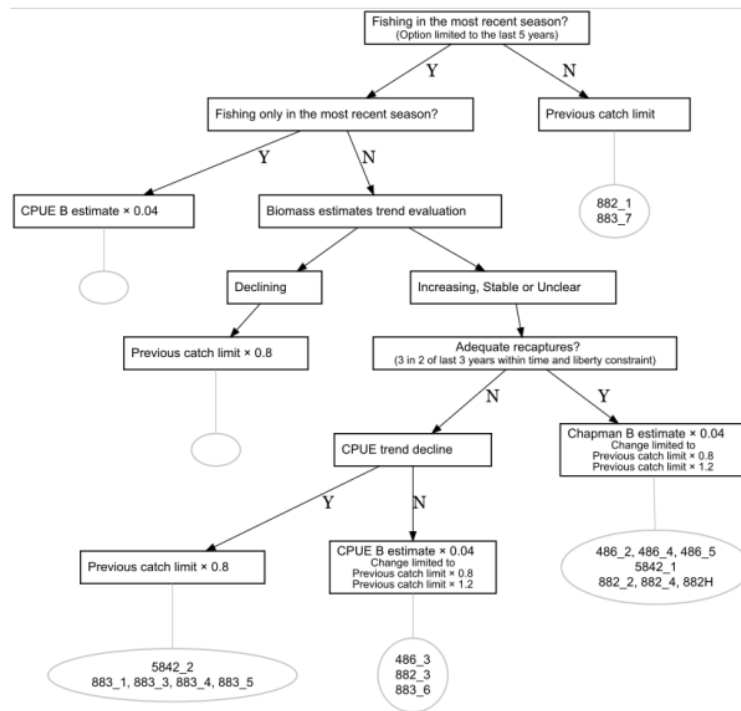 Fishing in the most recent season?
(Option limited to the last 5 years)
Y
N
Fishing only in the most recent season?
Previous catch limit
Y
N
882_1
883_7
CPUE B estimate × 0.04
Biomass estimates trend evaluation
Declining
Increasing, Stable or Unclear
Previous catch limit × 0.8
Adequate recaptures?
(3 in 2 of last 3 years within time and liberty constraint)
N
Y
CPUE trend decline
Chapman B estimate × 0.04
Change limited to
Previous catch limit × 0.8
Previous catch limit × 1.2
Y
N
Previous catch limit × 0.8
CPUE B estimate × 0.04
Change limited to
Previous catch limit × 0.8
Previous catch limit × 1.2
486_2, 486_4, 486_5
5842_1
882_2, 882_4, 882H
5842_2
883_1, 883_3, 883_4, 883_5
486_3
882_3
883_6